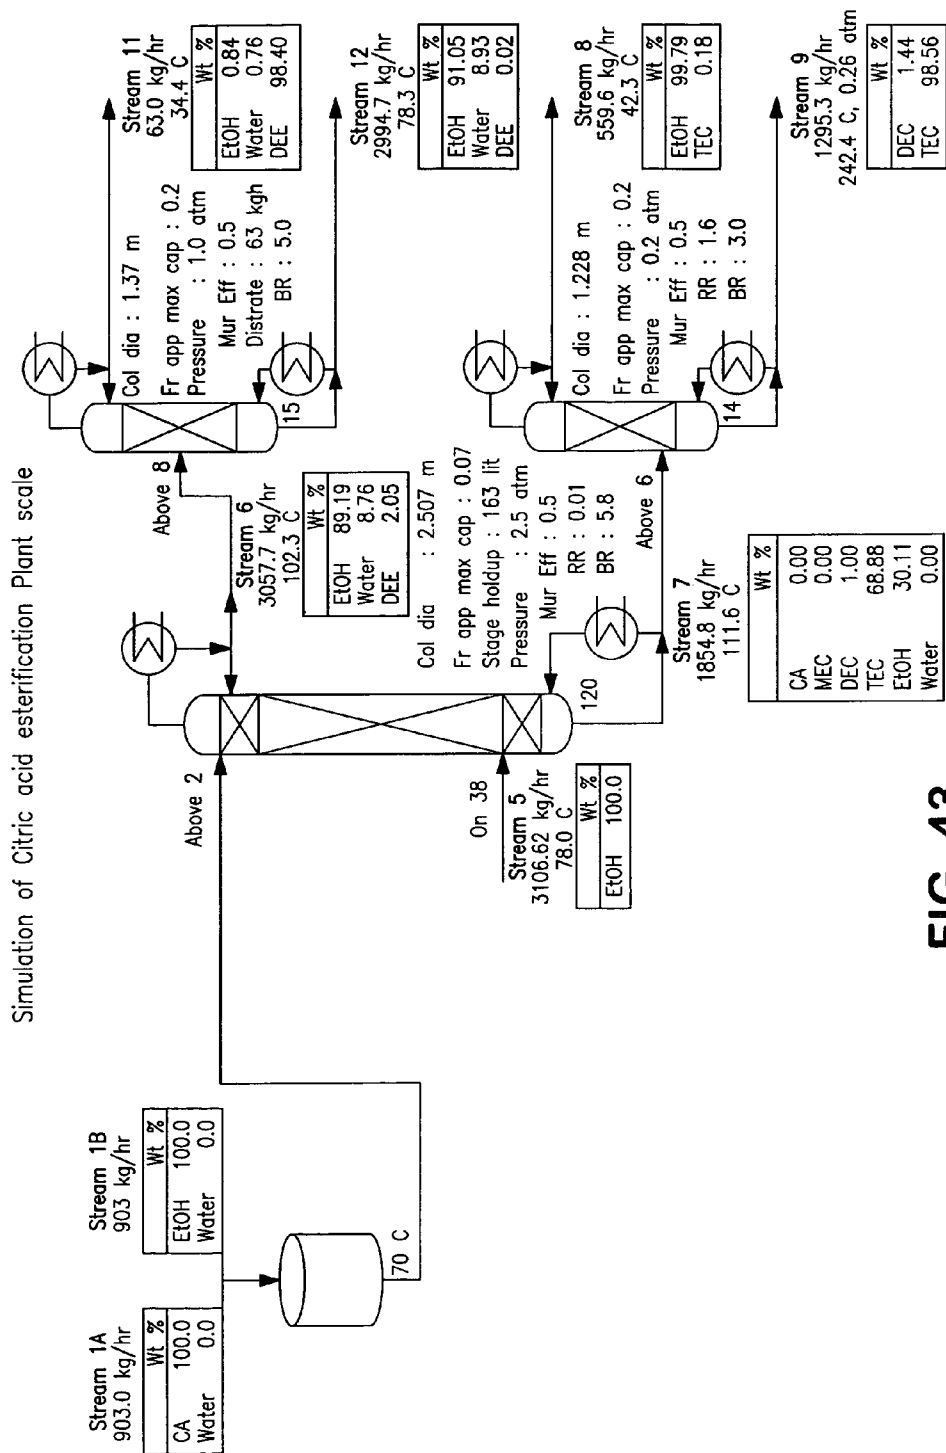 Simulation of Citric acid esterification Plant scale
Stream 1A
903.0 kg/hr
Wt %
CA 100.0
Water 0.0
Stream 1B
903 kg/hr
Wt %
EtOH 100.0
Water 0.0
70 C
Above 2
On 38
Stream 5
3106.62 kg/hr
78.0 C
Wt %
EtOH 100.0
120
Stream 6
3057.7 kg/hr
102.3 C
Wt %
EtOH 89.19
Water 8.76
DEE 2.05
Col dia : 2.507 m
Fr app max cap : 0.07
Stage holdup : 163 lit
Pressure : 2.5 atm
Mur Eff : 0.5
RR : 0.01
BR : 5.8
Stream 7
1854.8 kg/hr
111.6 C
Wt %
CA 0.00
MEC 0.00
DEC 1.00
TEC 68.88
EtOH 30.11
Water 0.00
Above 8
15
Col dia : 1.37 m
Fr app max cap : 0.2
Pressure : 1.0 atm
Mur Eff : 0.5
Distrate : 63 kgh
BR : 5.0
Stream 11
63.0 kg/hr
34.4 C
Wt %
EtOH 0.84
Water 0.76
DEE 98.40
Stream 12
2994.7 kg/hr
78.3 C
Wt %
EtOH 91.05
Water 8.93
DEE 0.02
Above 6
14
Col dia : 1.228 m
Fr app max cap : 0.2
Pressure : 0.2 atm
Mur Eff : 0.5
RR : 1.6
BR : 3.0
Stream 8
559.6 kg/hr
42.3 C
Wt %
EtOH 99.79
TEC 0.18
Stream 9
1295.3 kg/hr
242.4 C, 0.26 atm
Wt %
DEC 1.44
TEC 98.56
FIG. 43